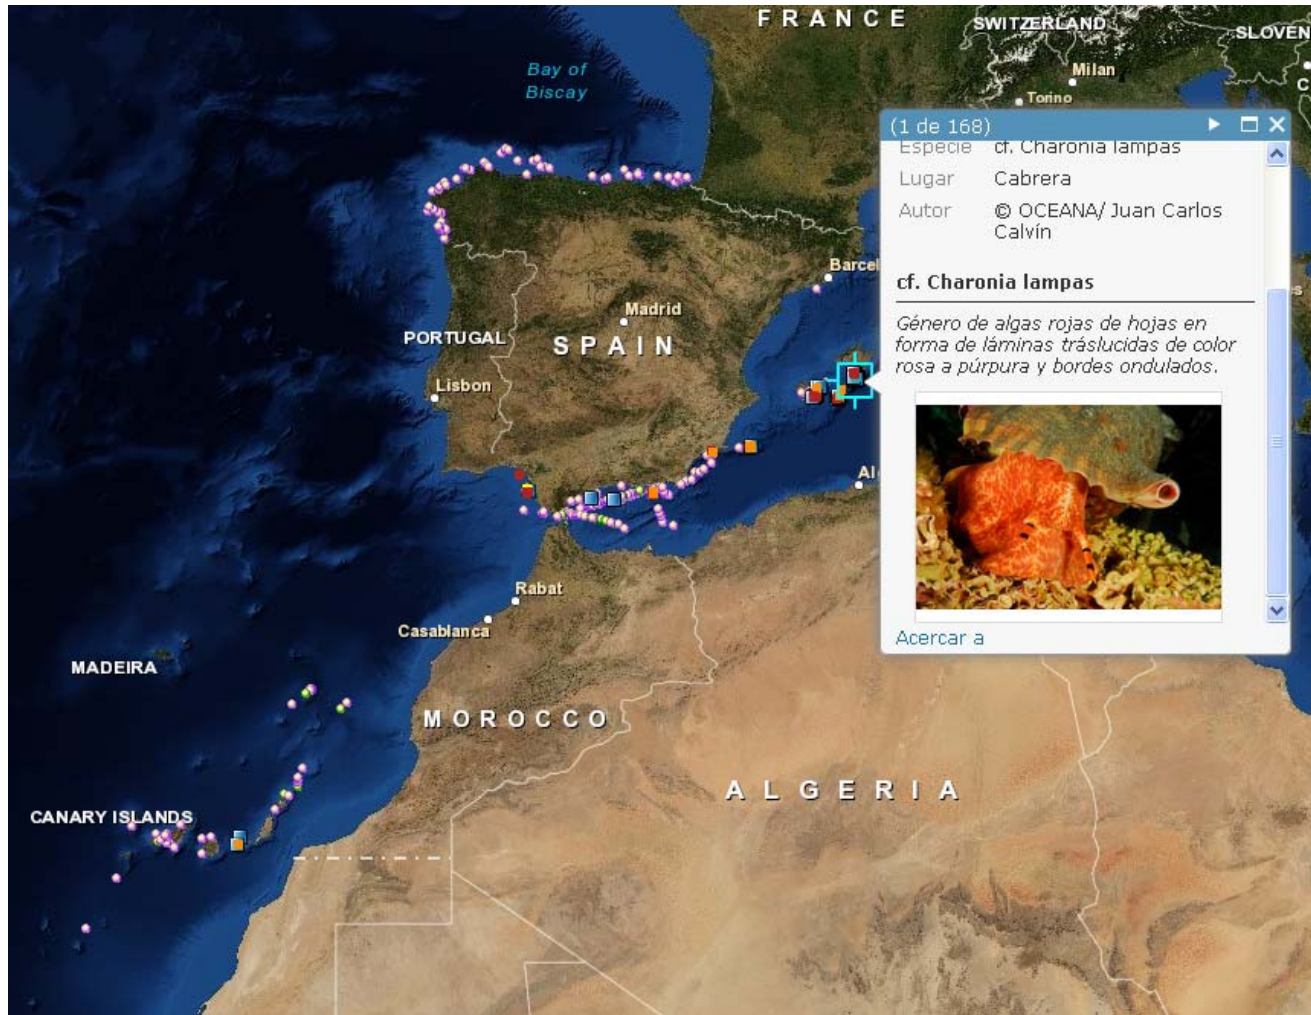 FRANCE
SWITZERLAND
SLOVEN
Bay of
Biscay
Milan
Torino
(1 de 168)
Especie cf. Charonia lampas
Lugar Cabrera
Autor © OCEANA/ Juan Carlos
Calvín
Barcel
cf. Charonia lampas
Madrid
PORTUGAL
SPAIN
Género de algas rojas de hojas en
forma de láminas tráslucidas de color
rosa a púrpura y bordes ondulados.
Lisbon
Al
Rabat
Casablanca
Acercar a
MADEIRA
MOROCCO
ALGERIA
CANARY ISLANDS